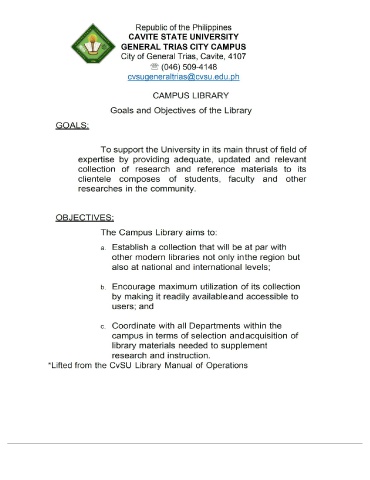 Republic of the Philippines
CAVITE STATE UNIVERSITY
GENERAL TRIAS CITY CAMPUS
City of General Trias, Cavite, 4107
☏ (046) 509-4148
cvsugeneraltrias@cvsu.edu.ph
CAMPUS LIBRARY
Goals and Objectives of the Library
GOALS:
To support the University in its main thrust of field of
expertise by providing adequate, updated and relevant
collection of research and reference materials to its
clientele composes of students, faculty and other
researches in the community.
OBJECTIVES:
The Campus Library aims to:
a. Establish a collection that will be at par with
other modern libraries not only inthe region but
also at national and international levels;
b. Encourage maximum utilization of its collection
by making it readily availableand accessible to
users; and
c. Coordinate with all Departments within the
campus in terms of selection andacquisition of
library materials needed to supplement
research and instruction.
*Lifted from the CvSU Library Manual of Operations